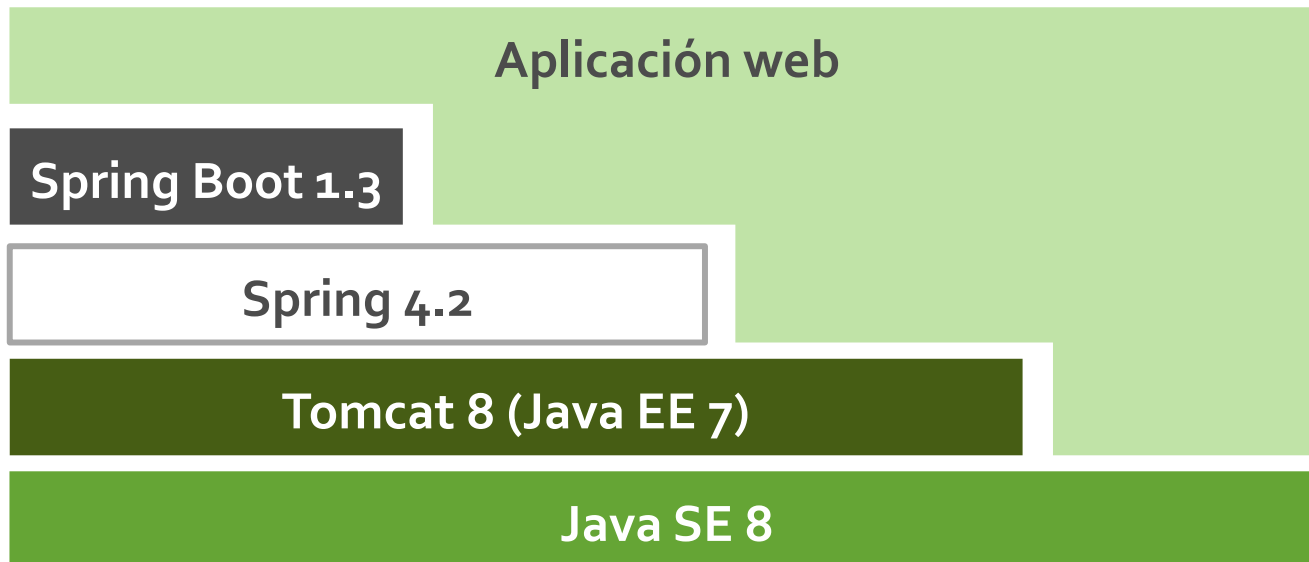 Aplicación web
Spring Boot 1.3
Spring 4.2
Tomcat 8 (Java EE 7)
Java SE 8